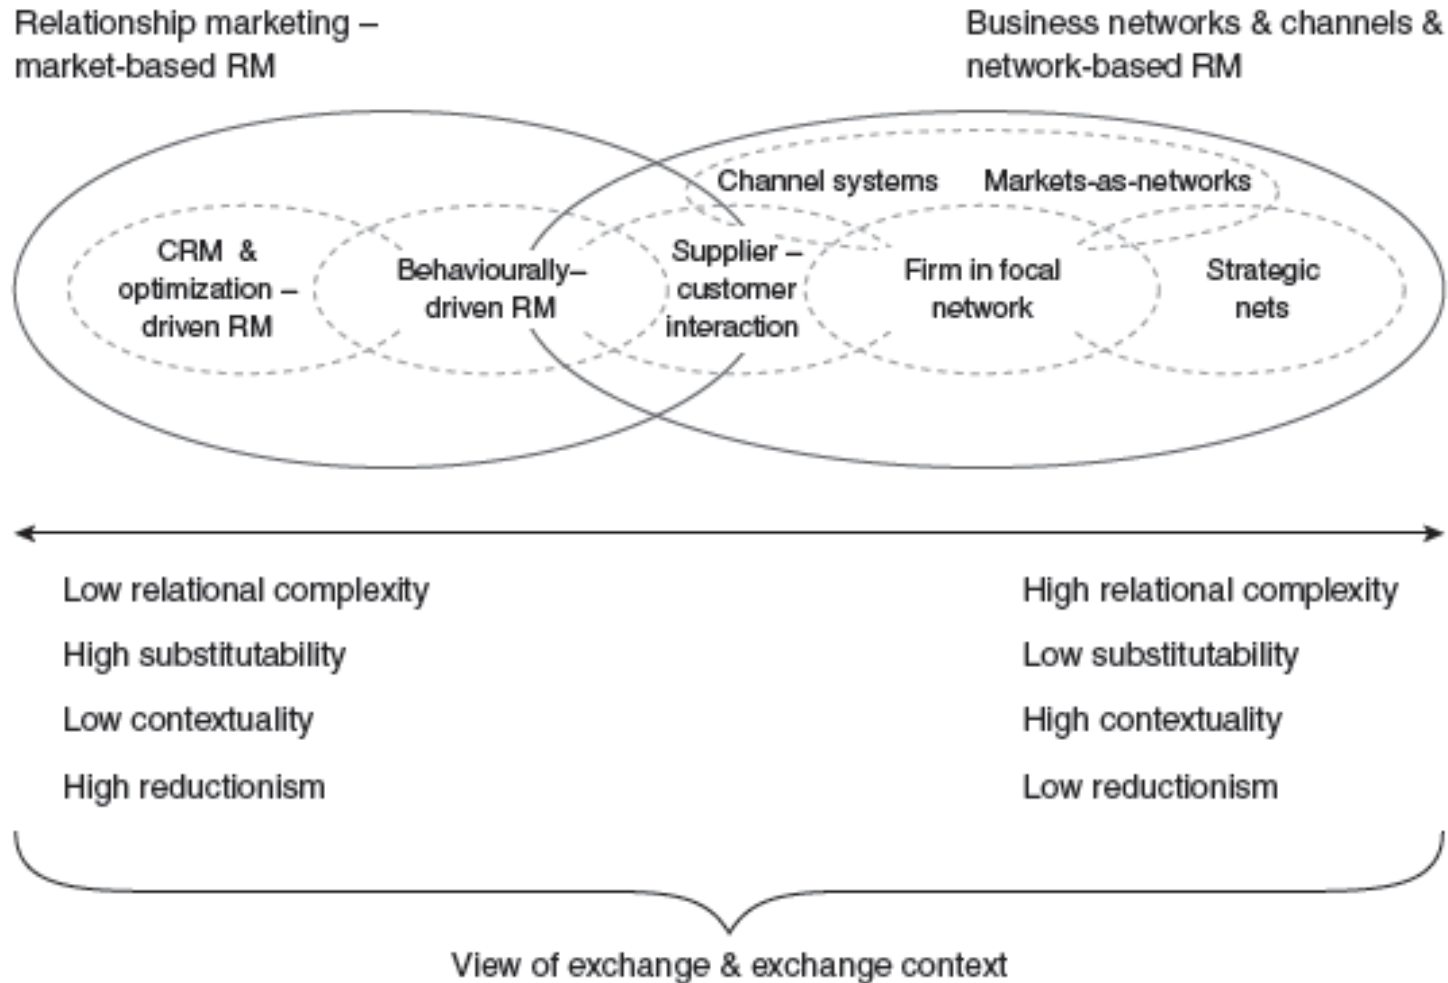 Relationship marketing –
market-based RM
Business networks & channels &
network-based RM
Channel systems
Markets-as-networks
CRM &
optimization –
driven RM
Behaviourally–
driven RM
Supplier –
customer
interaction
Firm in focal
network
Strategic
nets
Low relational complexity
High relational complexity
High substitutability
Low substitutability
Low contextuality
High contextuality
High reductionism
Low reductionism
View of exchange & exchange context